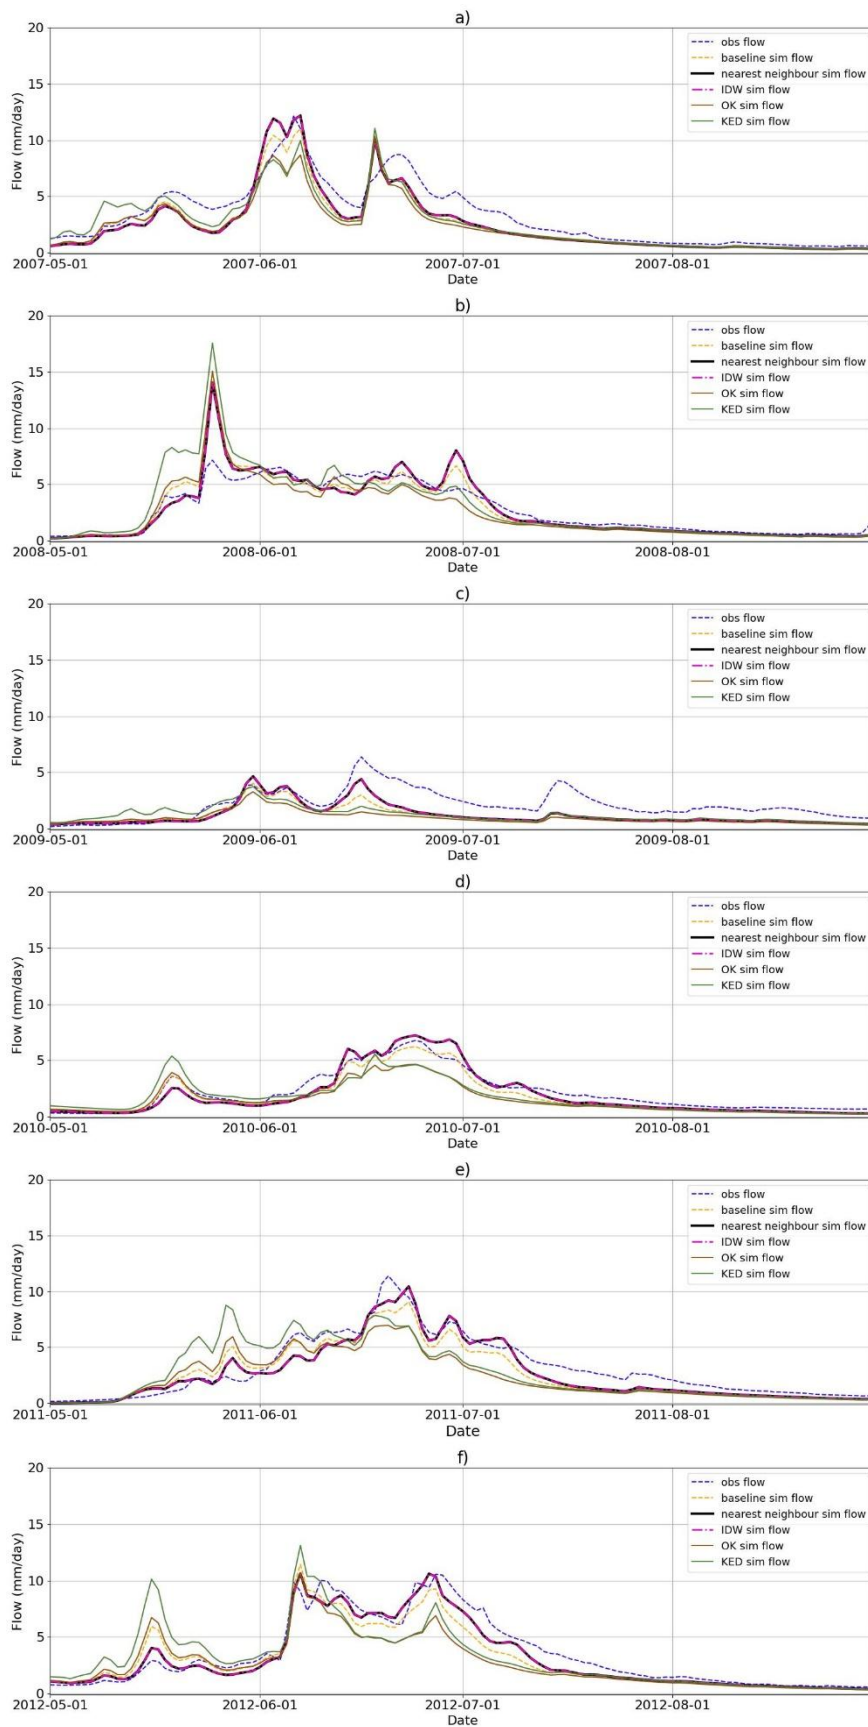 a)
20
15
10
5
0
Flow (mm/day)
obs flow
baseline sim flow
nearest neighbour sim flow
IDW sim flow
OK sim flow
KED sim flow
2007-05-01 2007-06-01 2007-07-01 2007-08-01
Date
b)
20
15
10
5
0
Flow (mm/day)
obs flow
baseline sim flow
nearest neighbour sim flow
IDW sim flow
OK sim flow
KED sim flow
2008-05-01 2008-06-01 2008-07-01 2008-08-01
Date
c)
20
15
10
5
0
Flow (mm/day)
obs flow
baseline sim flow
nearest neighbour sim flow
IDW sim flow
OK sim flow
KED sim flow
2009-05-01 2009-06-01 2009-07-01 2009-08-01
Date
d)
20
15
10
5
0
Flow (mm/day)
obs flow
baseline sim flow
nearest neighbour sim flow
IDW sim flow
OK sim flow
KED sim flow
2010-05-01 2010-06-01 2010-07-01 2010-08-01
Date
e)
20
15
10
5
0
Flow (mm/day)
obs flow
baseline sim flow
nearest neighbour sim flow
IDW sim flow
OK sim flow
KED sim flow
2011-05-01 2011-06-01 2011-07-01 2011-08-01
Date
f)
20
15
10
5
0
Flow (mm/day)
obs flow
baseline sim flow
nearest neighbour sim flow
IDW sim flow
OK sim flow
KED sim flow
2012-05-01 2012-06-01 2012-07-01 2012-08-01
Date